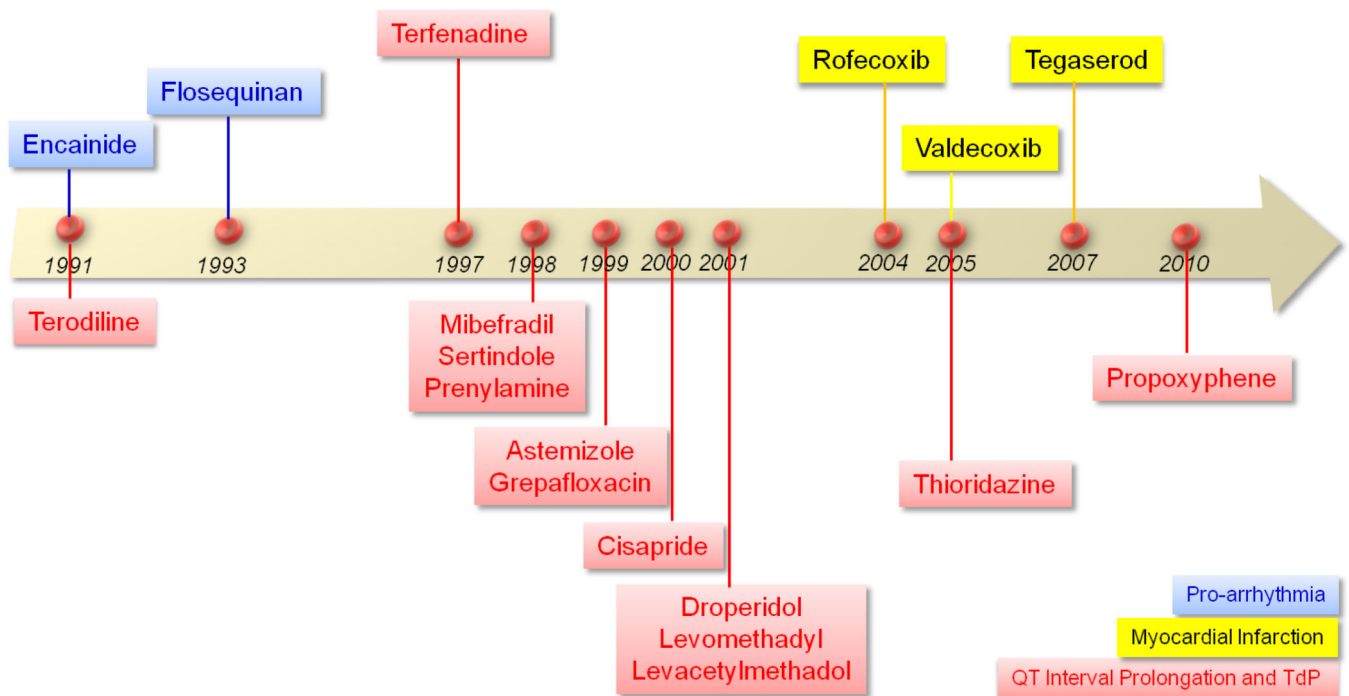 Terfenadine
Rofecoxib
Tegaserod
Flosequinan
Encainide
Valdecoxib
1991
1993
1997
1998
1999
2000
2001
2004
2005
2007
2010
Terodiline
Mibefradil
Sertindole
Prenylamine
Propoxyphene
Astemizole
Grepafloxacin
Thioridazine
Cisapride
Droperidol
Levomethadyl
Levacetylmethadol
Pro-arrhythmia
Myocardial Infarction
QT Interval Prolongation and TdP